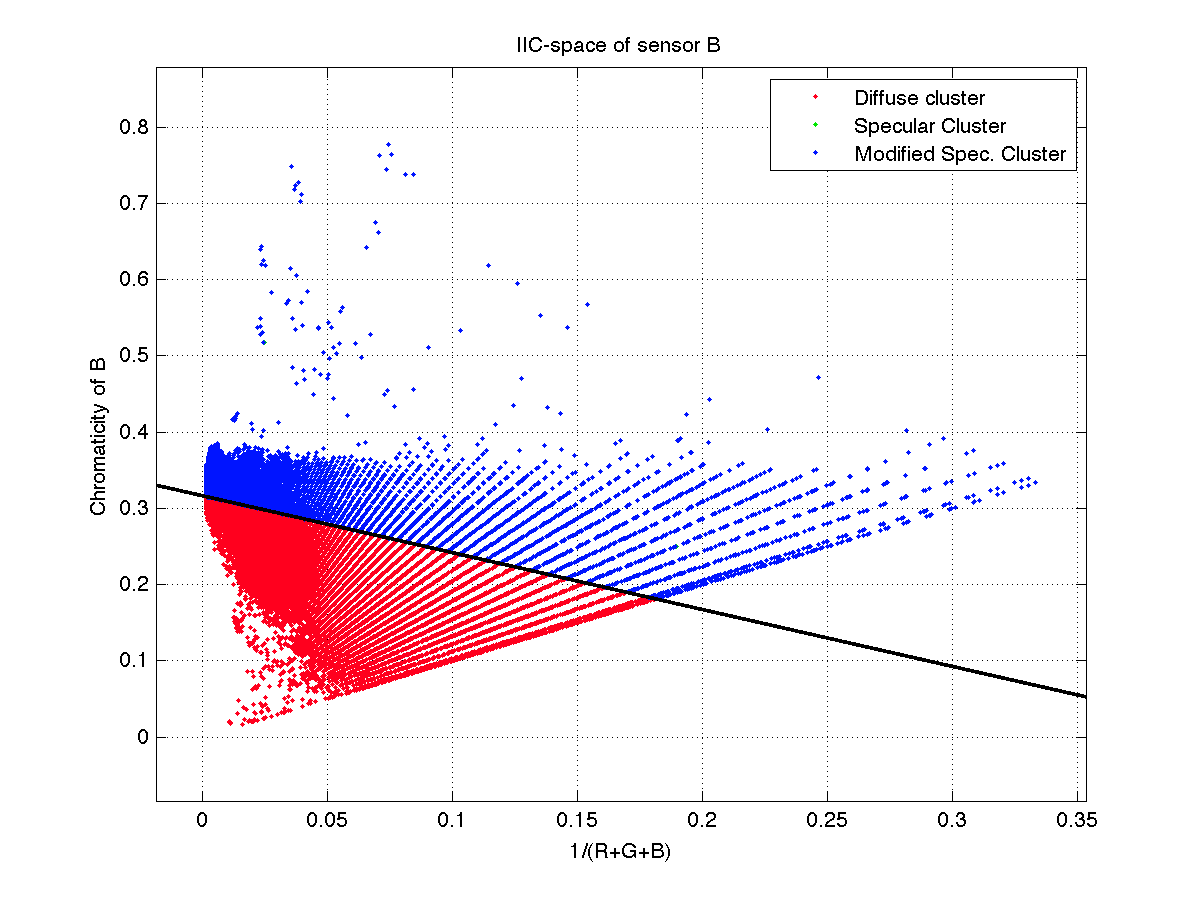 IIC-space of sensor B
Diffuse cluster
Specular Cluster
Modified Spec. Cluster
Chromaticity of B
0.8
0.7
0.6
0.5
0.4
0.3
0.2
0.1
0
0 0.05 0.1 0.15 0.2 0.25 0.3 0.35
1/(R+G+B)